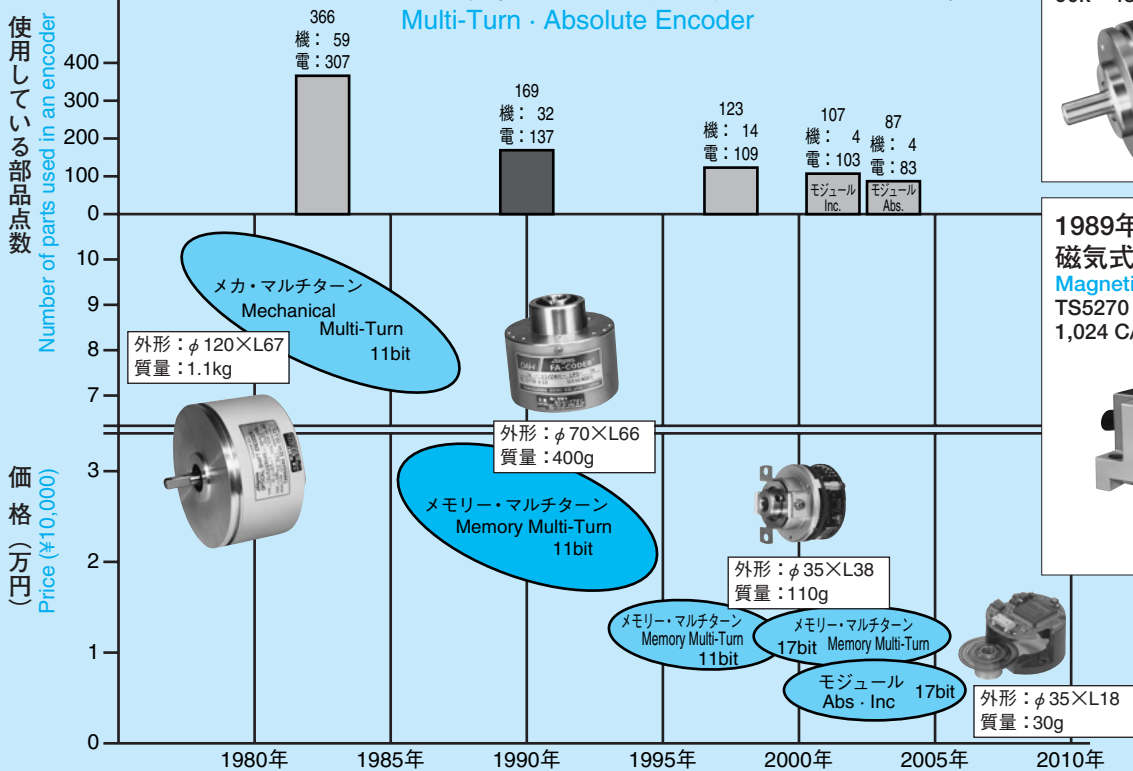 Multi-Turn · Absolute Encoder
使用している部品点数
Number of parts used in an encoder
400
300
200
100
0
366
機： 59
電：307
169
機： 32
電：137
123
機： 14
電：109
107
機： 4
電：103
モジュール
Inc.
87
機： 4
電：83
モジュール
Abs.
10
9
8
7
メカ・マルチターン
Mechanical
Multi-Turn
11bit
外形：φ120×L67
質量：1.1kg
FA-CODER
外形：φ70×L66
質量：400g
価格（万円）
Price (¥10,000)
3
2
1
0
メモリー・マルチターン
Memory Multi-Turn
11bit
外形：φ35×L38
質量：110g
メモリー・マルチターン
Memory Multi-Turn
11bit
メモリー・マルチターン
17bit Memory Multi-Turn
モジュール 17bit
Abs · Inc
外形：φ35×L18
質量：30g
1980年
1985年
1990年
1995年
2000年
2005年
2010年
1989年
磁気式
Magneti
TS5270
1,024 C/